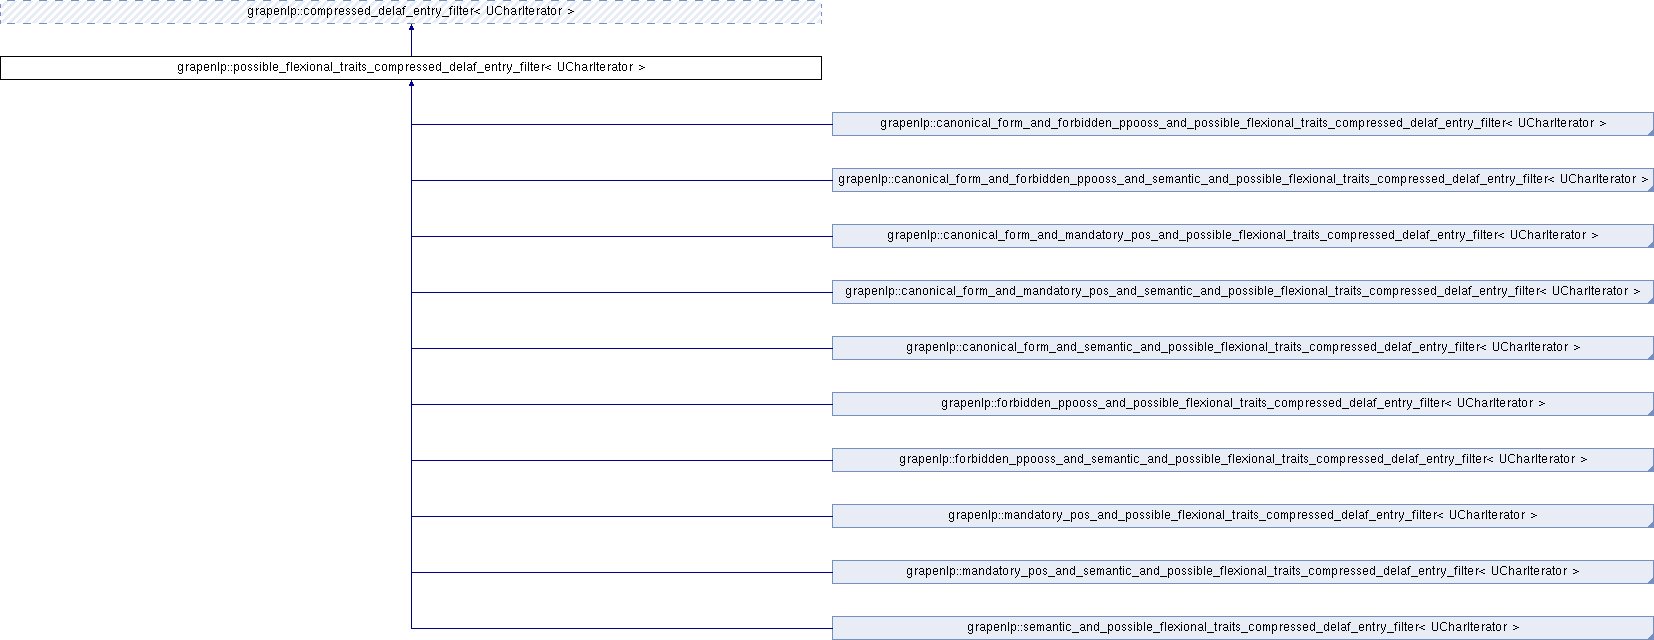 grapenlp::compressed_delaf_entry_filter< UCharIterator >
grapenlp::possible_flexional_traits_compressed_delaf_entry_filter< UCharIterator >
grapenlp::canonical_form_and_forbidden_ppooss_and_possible_flexional_traits_compressed_delaf_entry_filter< UCharIterator >
grapenlp::canonical_form_and_forbidden_ppooss_and_semantic_and_possible_flexional_traits_compressed_delaf_entry_filter< UCharIterator >
grapenlp::canonical_form_and_mandatory_pos_and_possible_flexional_traits_compressed_delaf_entry_filter< UCharIterator >
grapenlp::canonical_form_and_mandatory_pos_and_semantic_and_possible_flexional_traits_compressed_delaf_entry_filter< UCharIterator >
grapenlp::canonical_form_and_semantic_and_possible_flexional_traits_compressed_delaf_entry_filter< UCharIterator >
grapenlp::forbidden_ppooss_and_possible_flexional_traits_compressed_delaf_entry_filter< UCharIterator >
grapenlp::forbidden_ppooss_and_semantic_and_possible_flexional_traits_compressed_delaf_entry_filter< UCharIterator >
grapenlp::mandatory_pos_and_possible_flexional_traits_compressed_delaf_entry_filter< UCharIterator >
grapenlp::mandatory_pos_and_semantic_and_possible_flexional_traits_compressed_delaf_entry_filter< UCharIterator >
grapenlp::semantic_and_possible_flexional_traits_compressed_delaf_entry_filter< UCharIterator >